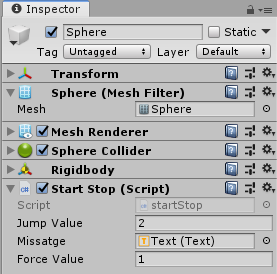 Inspector
Sphere Static
Tag Untagged Layer Default
Transform
Sphere (Mesh Filter)
Mesh Sphere
Mesh Renderer
Sphere Collider
Rigidbody
Start Stop (Script)
Script startStop
Jump Value 2
Missatge Text (Text)
Force Value 1